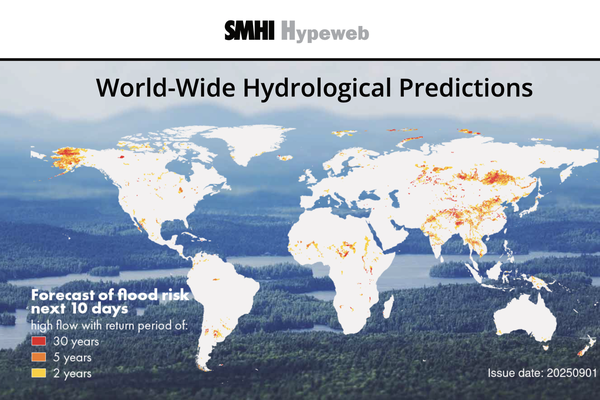 SMHI Hypeweb
World-Wide Hydrological Predictions
Forecast of flood risk
next 10 days
high flow with return period of:
30 years
5 years
2 years
Issue date: 20250901